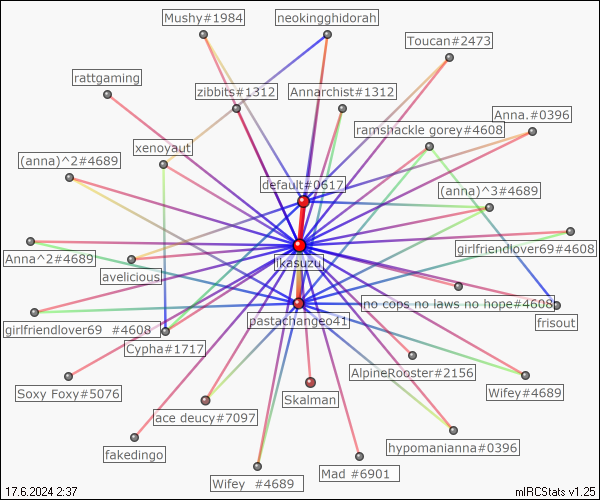 Mushy#1984
neokingghidorah
Toucan#2473
rattgaming
zibbits#1312
Annarchist#1312
Anna.#0396
ramshackle gorey#4608
xenoyaut
(anna)^2#4689
default#0617
(anna)^3#4689
girlfriendlover69#4608
Anna^2#4689
ikasuzu
avelicious
no cops no laws no hope#4608
girlfriendlover69 #4608
pastachangeo41
frisout
Cypha#1717
AlpineRooster#2156
Soxy Foxy#5076
Skalman
Wifey#4689
ace deucy#7097
hypomanianna#0396
fakedingo
Wifey #4689
Mad #6901
17.6.2024 2:37
mIRCStats v1.25